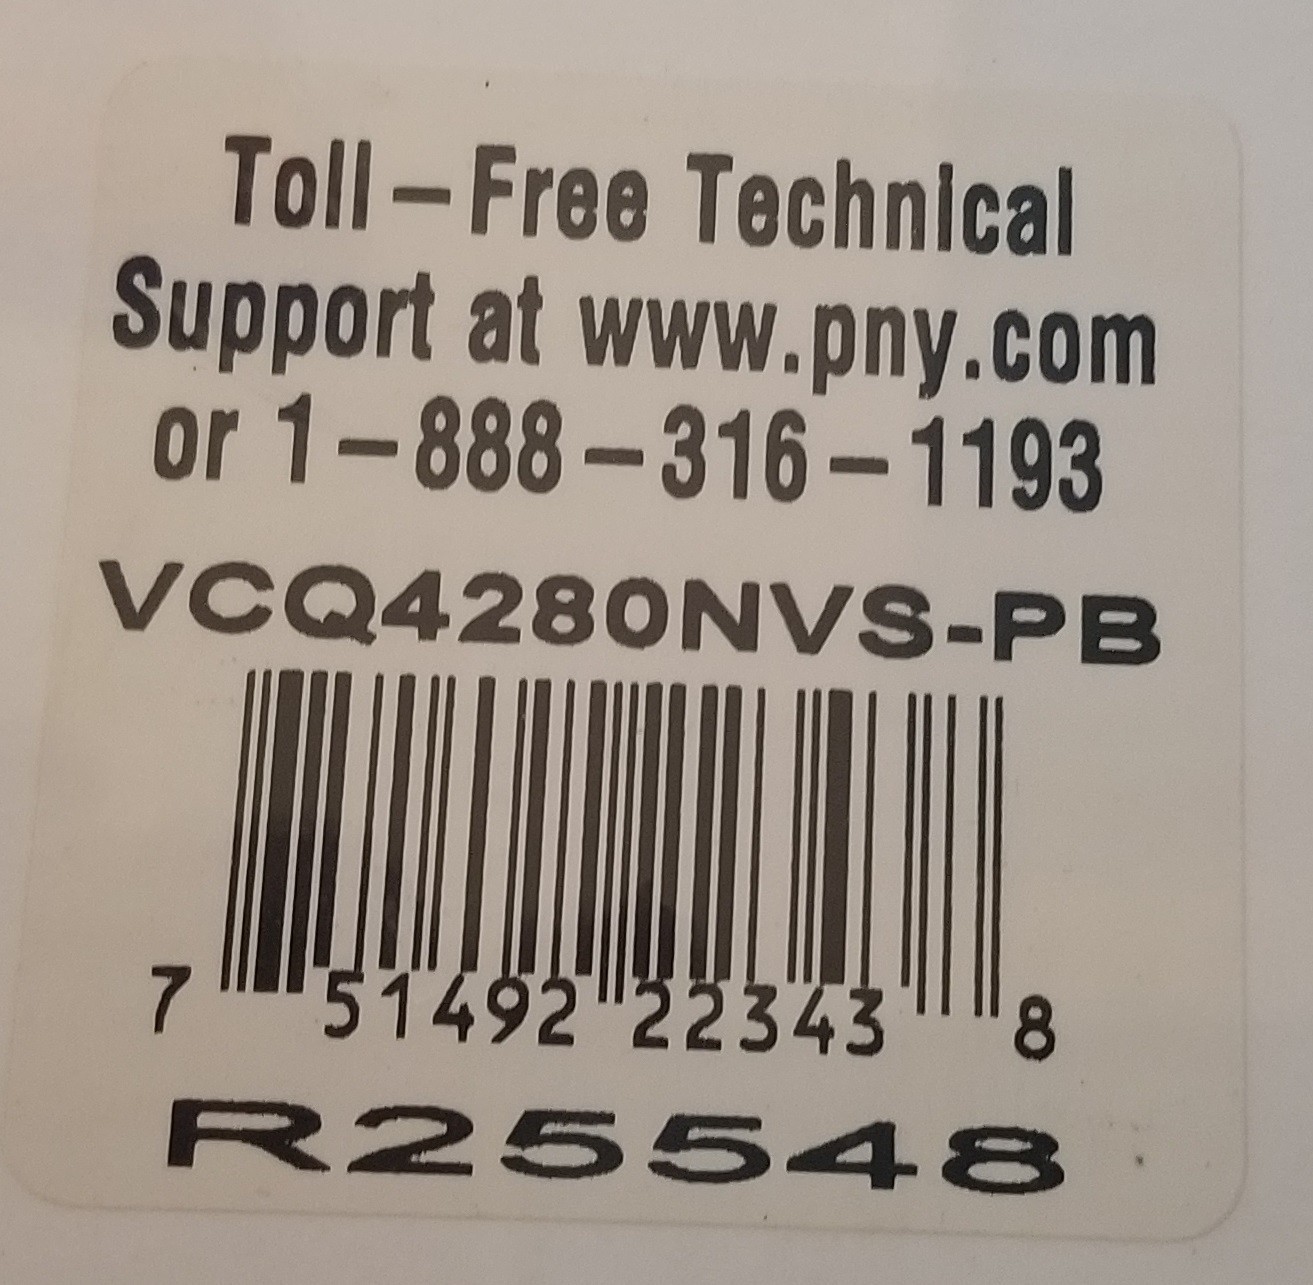 Toll-Free Technical
Support at www.pny.com
or 1-888-316-1193
VCQ4280NVS-PB
7 51492 22343 8
R25548